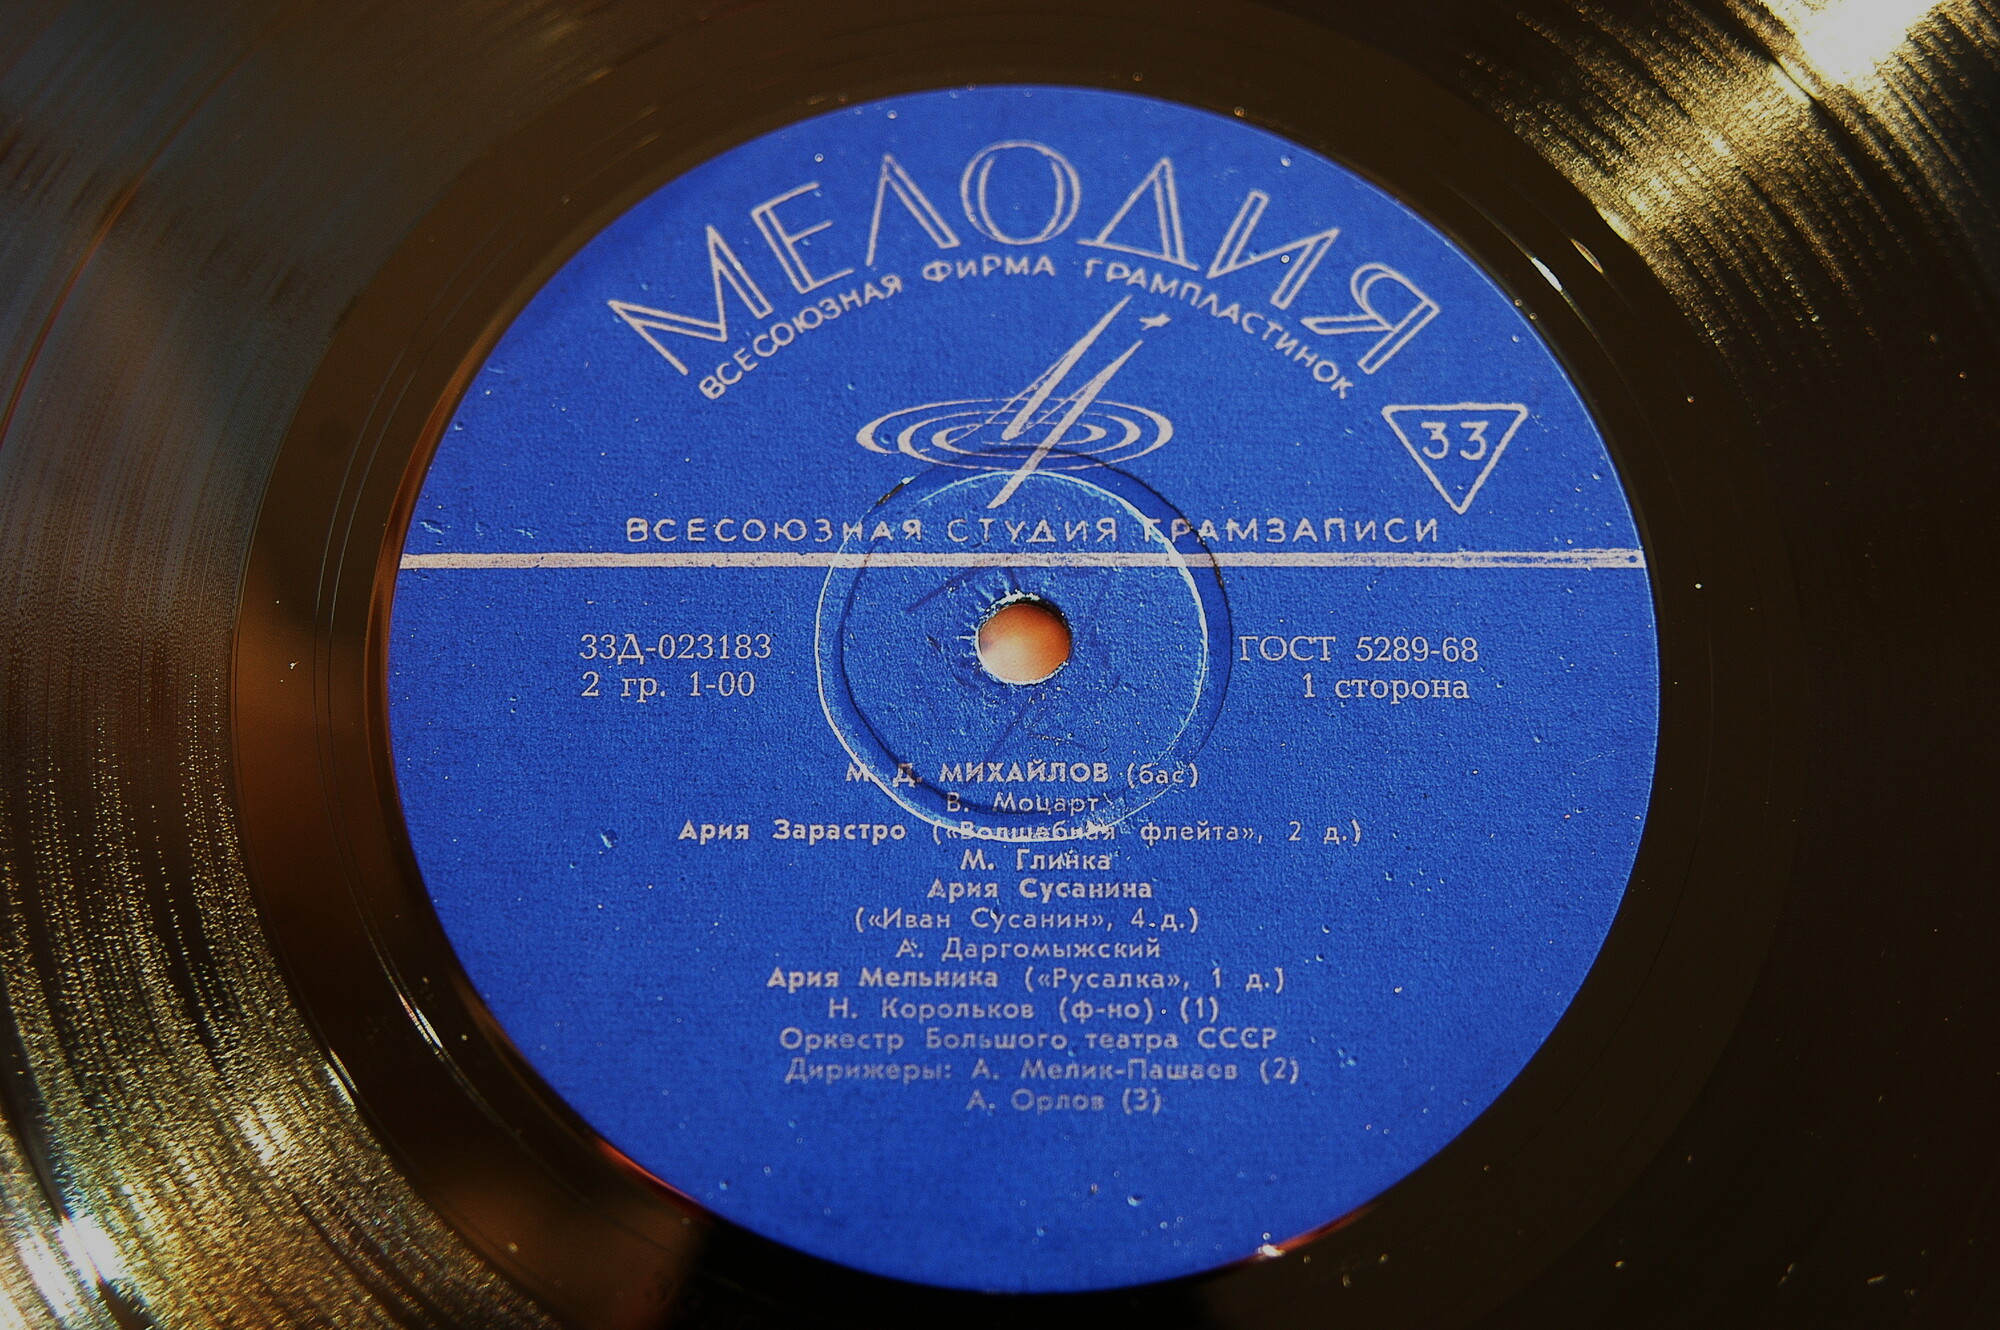 МЕЛОДИЯ
ВСЕСОЮЗНАЯ ФИРМА ГРАМПЛАСТИНОК
33
ВСЕСОЮЗНАЯ СТУДИЯ ГРАМЗАПИСИ
33Д-023183
2 гр. 1-00
ГОСТ 5289-68
1 сторона
М. Д. МИХАЙЛОВ (бас)
В. Моцарт
Ария Зарастро («Волшебная флейта», 2 д.)
М. Глинка
Ария Сусанина
(«Иван Сусанин», 4 д.)
А. Даргомыжский
Ария Мельника («Русалка», 1 д.)
Н. Корольков (ф-но) (1)
Оркестр Большого театра СССР
Дирижеры: А. Мелик-Пашаев (2)
А. Орлов (3)